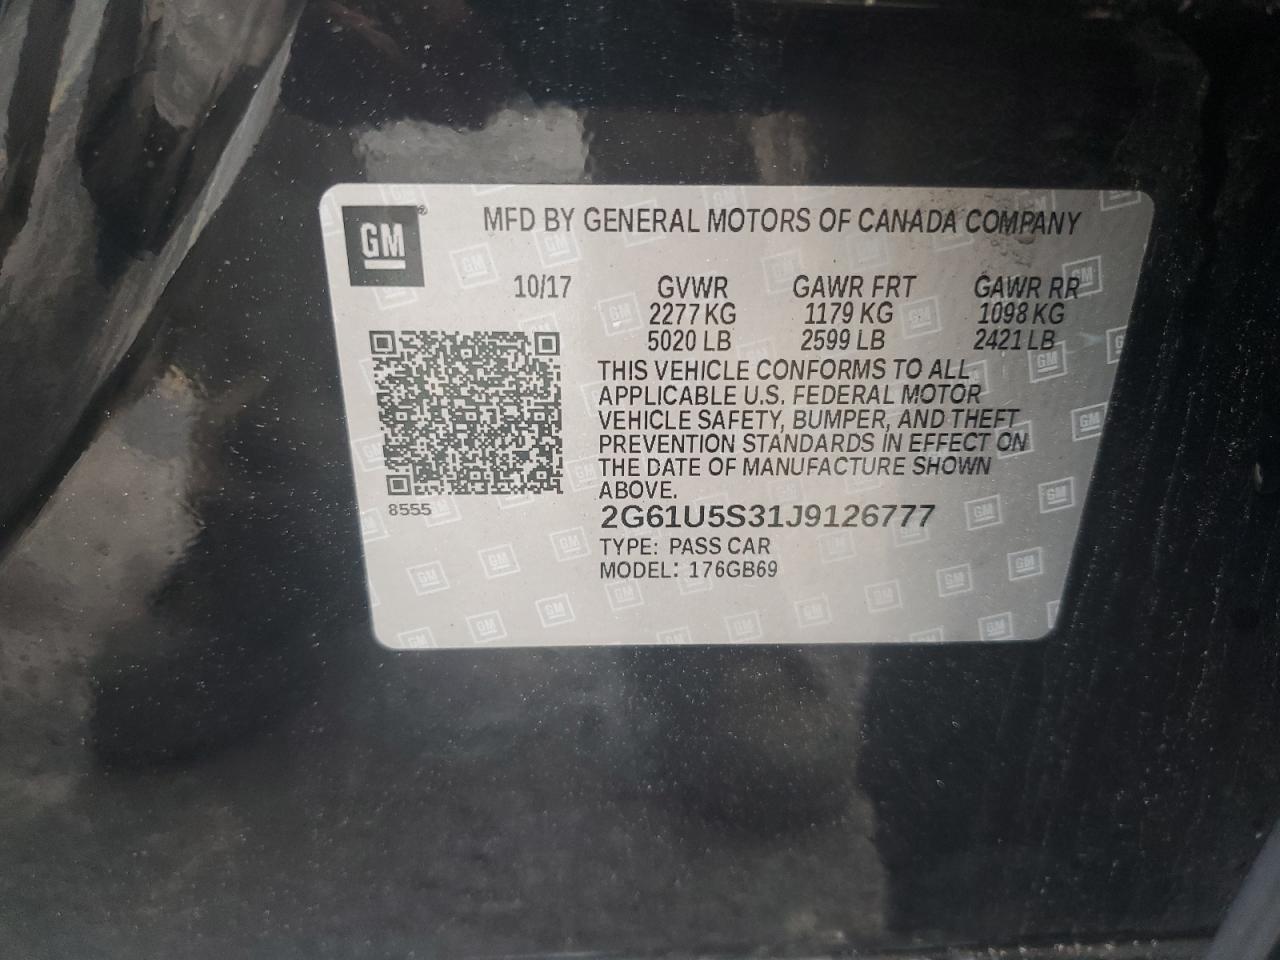 GM®
MFD BY GENERAL MOTORS OF CANADA COMPANY
10/17 GVWR GAWR FRT GAWR RR
2277 KG 1179 KG 1098 KG
5020 LB 2599 LB 2421 LB
THIS VEHICLE CONFORMS TO ALL
APPLICABLE U.S. FEDERAL MOTOR
VEHICLE SAFETY, BUMPER, AND THEFT
PREVENTION STANDARDS IN EFFECT ON
THE DATE OF MANUFACTURE SHOWN
ABOVE.
8555
2G61U5S31J9126777
TYPE: PASS CAR
MODEL: 176GB69